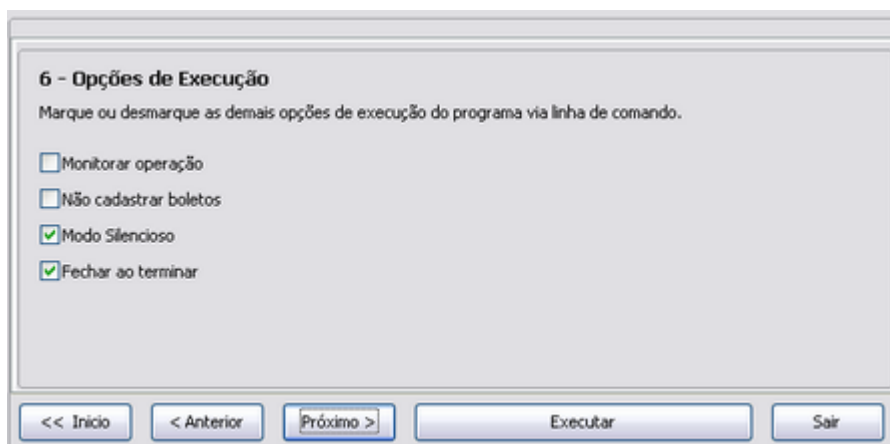 6 - Opções de Execução
Marque ou desmarque as demais opções de execução do programa via linha de comando.
Monitorar operação
Não cadastrar boletos
Modo Silencioso
Fechar ao terminar
<< Inicio < Anterior Próximo > Executar Sair